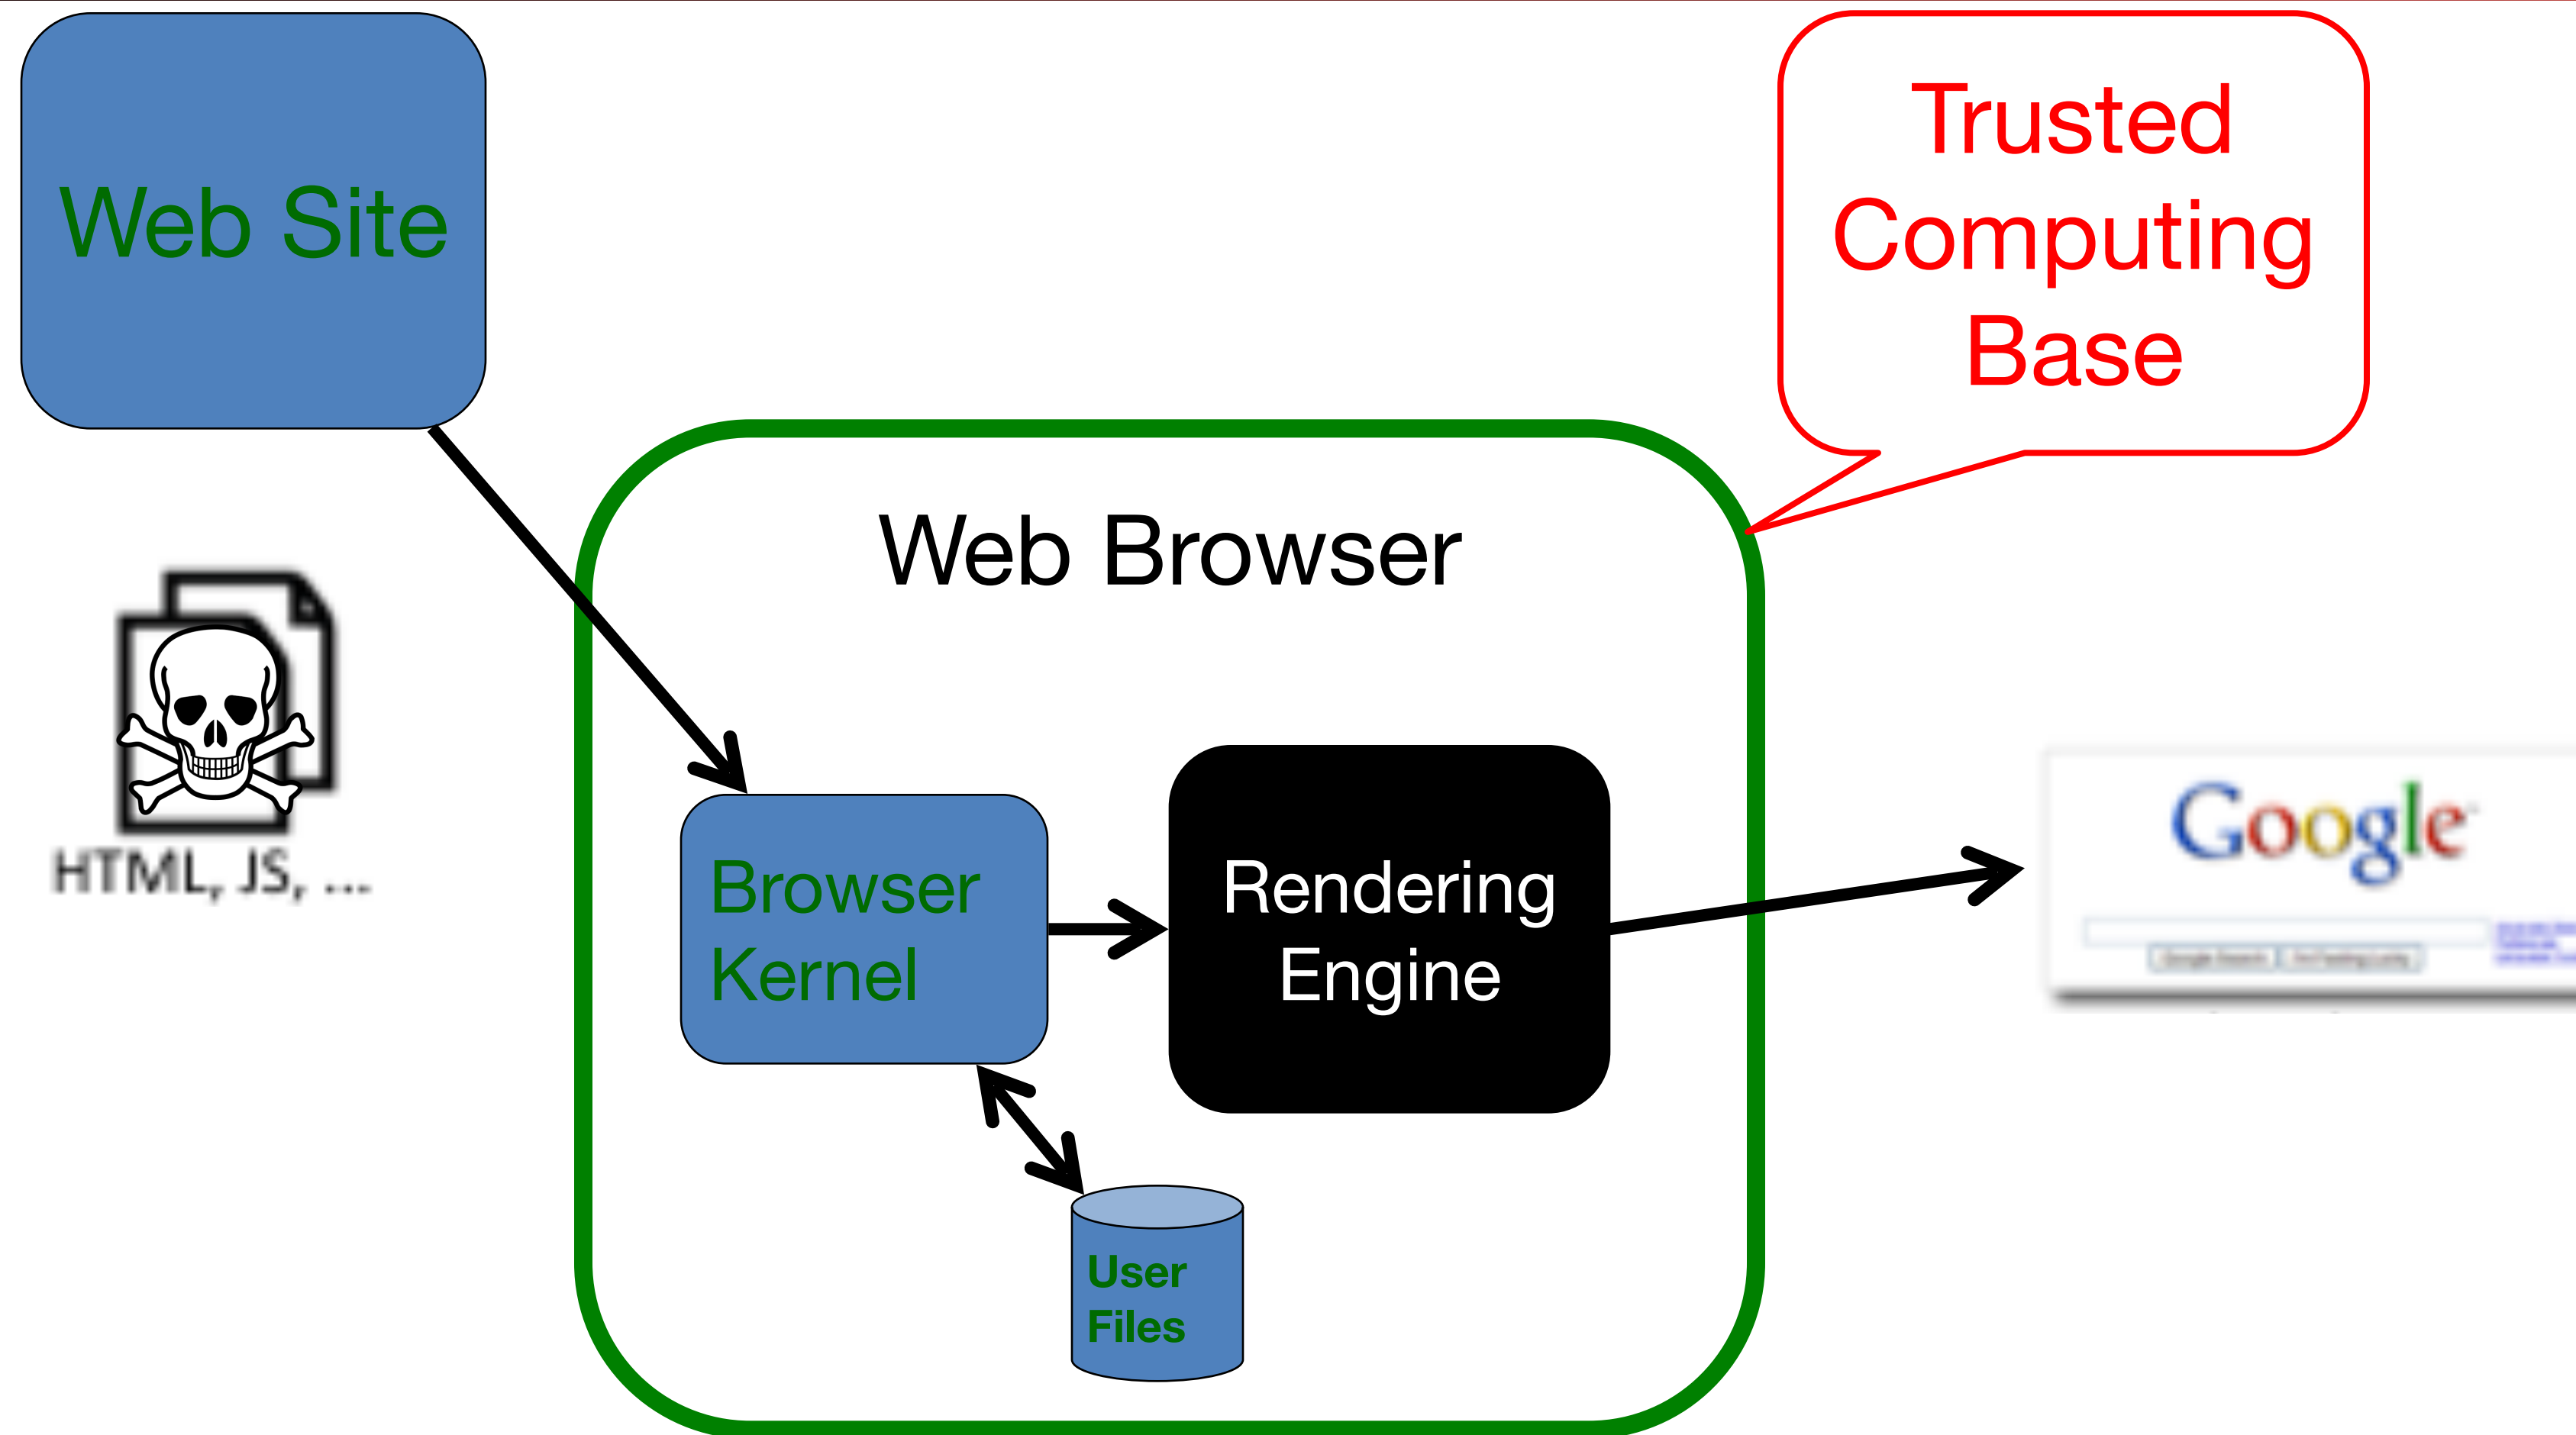 Web Site
Trusted
Computing
Base
Web Browser
HTML, JS, ...
Browser
Kernel
Rendering
Engine
Google
User
Files